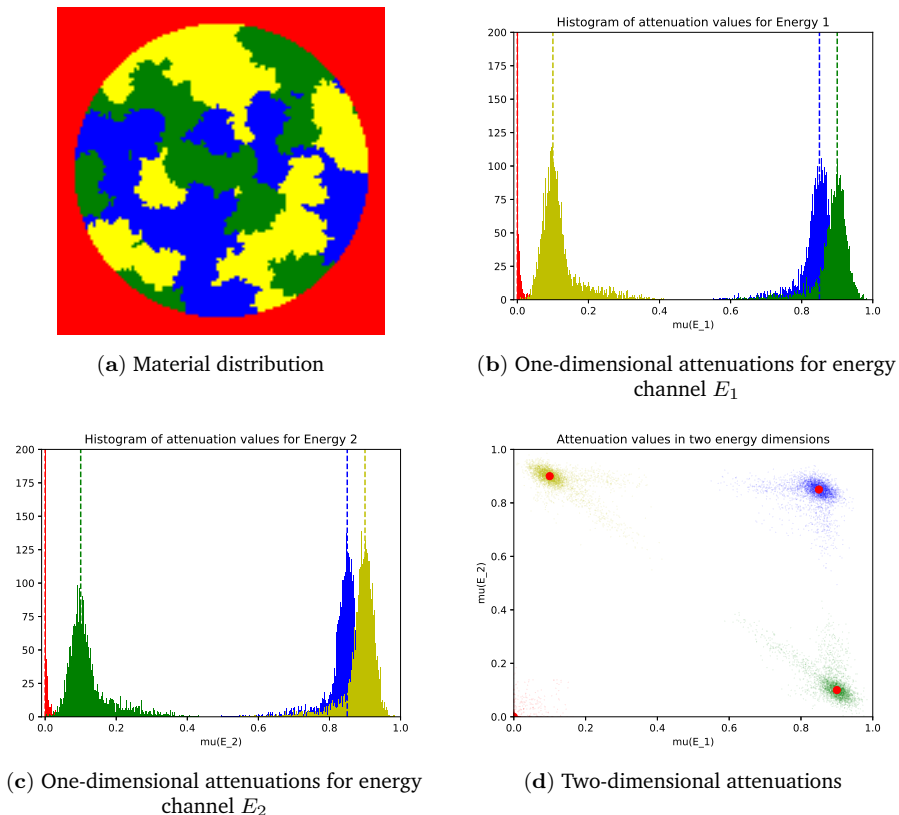 Histogram of attenuation values for Energy 1
200
175
150
125
100
75
50
25
0
0.0 0.2 0.4 0.6 0.8 1.0
mu(E_1)
(a) Material distribution
(b) One-dimensional attenuations for energy
channel E₁
Histogram of attenuation values for Energy 2
200
175
150
125
100
75
50
25
0
0.0 0.2 0.4 0.6 0.8 1.0
mu(E_2)
Attenuation values in two energy dimensions
1.0
0.8
0.6
mu(E_2)
0.4
0.2
0.0
0.0 0.2 0.4 0.6 0.8 1.0
mu(E_1)
(c) One-dimensional attenuations for energy
channel E₂
(d) Two-dimensional attenuations